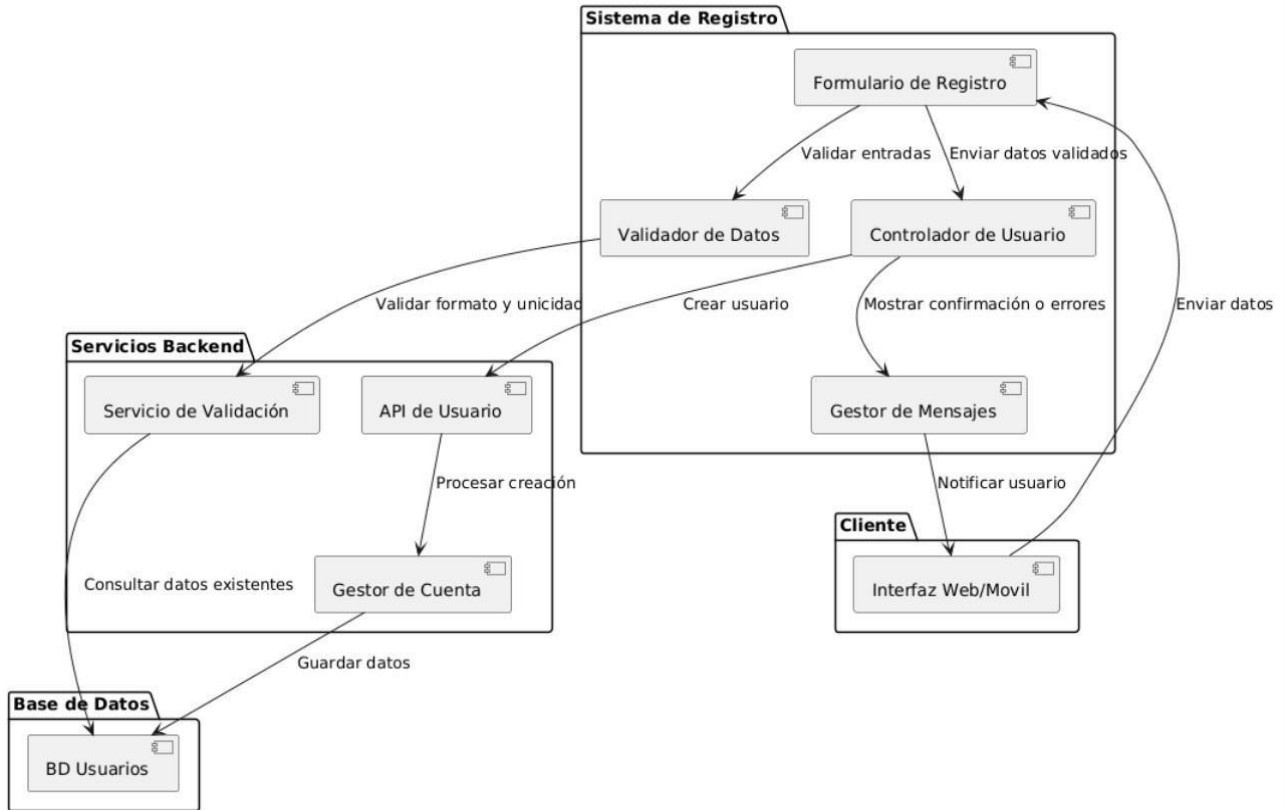 Sistema de Registro
Formulario de Registro
Validar entradas
Enviar datos validados
Validador de Datos
Controlador de Usuario
Validar formato y unicidad
Crear usuario
Mostrar confirmación o errores
Enviar datos
Servicios Backend
Servicio de Validación
API de Usuario
Gestor de Mensajes
Procesar creación
Notificar usuario
Cliente
Consultar datos existentes
Gestor de Cuenta
Interfaz Web/Movil
Guardar datos
Base de Datos
BD Usuarios